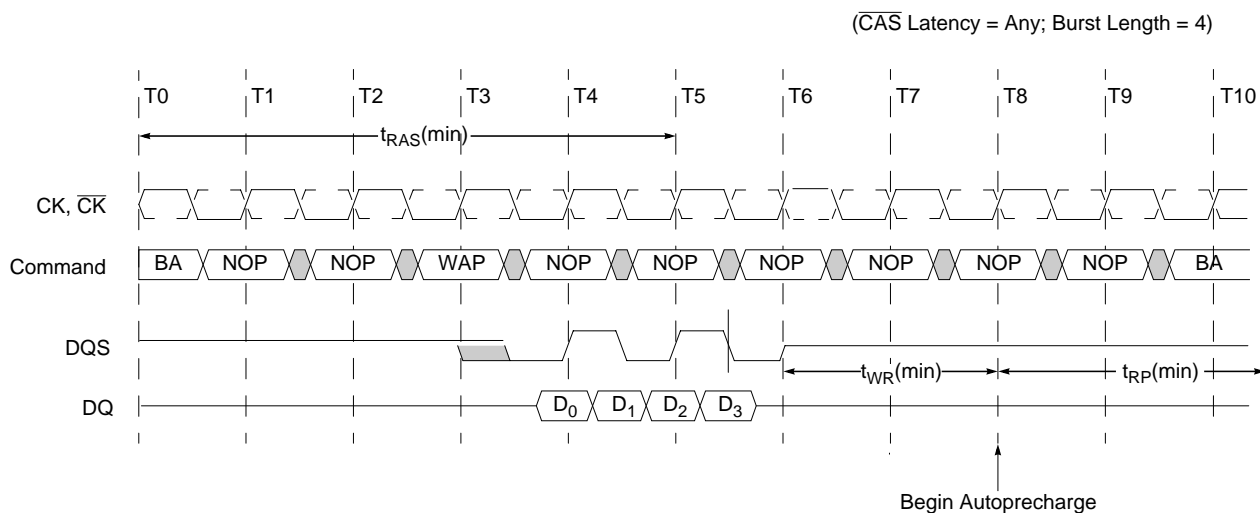 (CAS Latency = Any; Burst Length = 4)
T0 T1 T2 T3 T4 T5 T6 T7 T8 T9 T10
tRAS(min)
CK, CK
Command BA NOP NOP WAP NOP NOP NOP NOP NOP NOP BA
DQS
tWR(min) tRP(min)
DQ D0 D1 D2 D3
Begin Autoprecharge